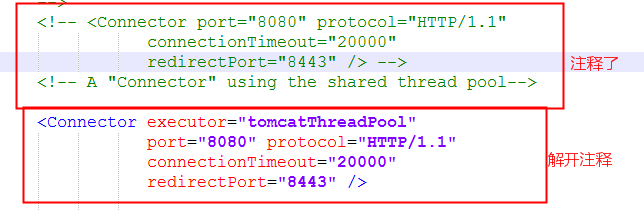 -->
<!-- <Connector port="8080" protocol="HTTP/1.1"
connectionTimeout="20000"
redirectPort="8443" /> -->
注释了
<!-- A "Connector" using the shared thread pool-->
<Connector executor="tomcatThreadPool"
port="8080" protocol="HTTP/1.1"
connectionTimeout="20000"
解开注释
redirectPort="8443" />